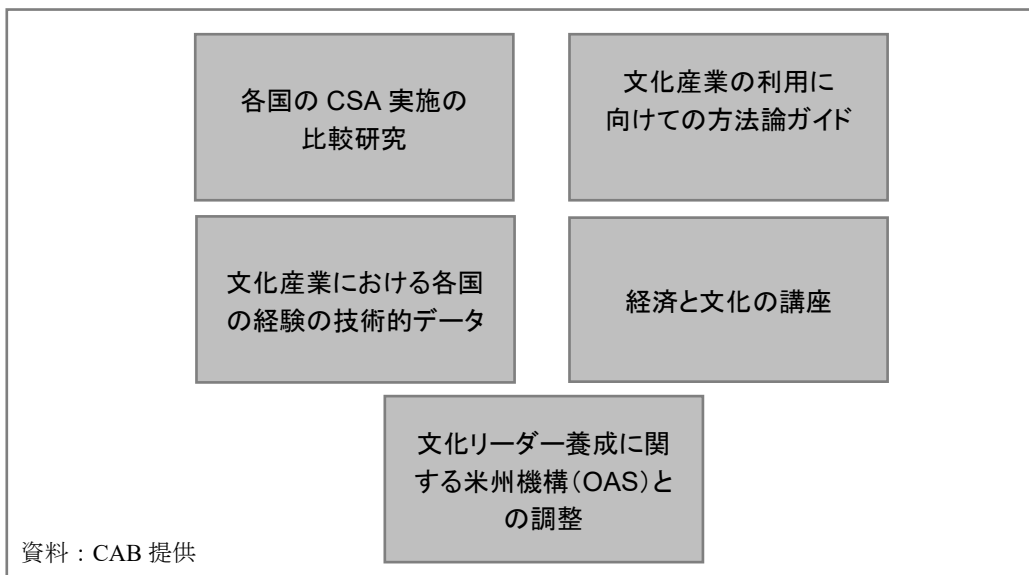 各国の CSA 実施の
比較研究
文化産業の利用に
向けての方法論ガイド
文化産業における各国
の経験の技術的データ
経済と文化の講座
文化リーダー養成に関
する米州機構（OAS）と
の調整
資料：CAB 提供